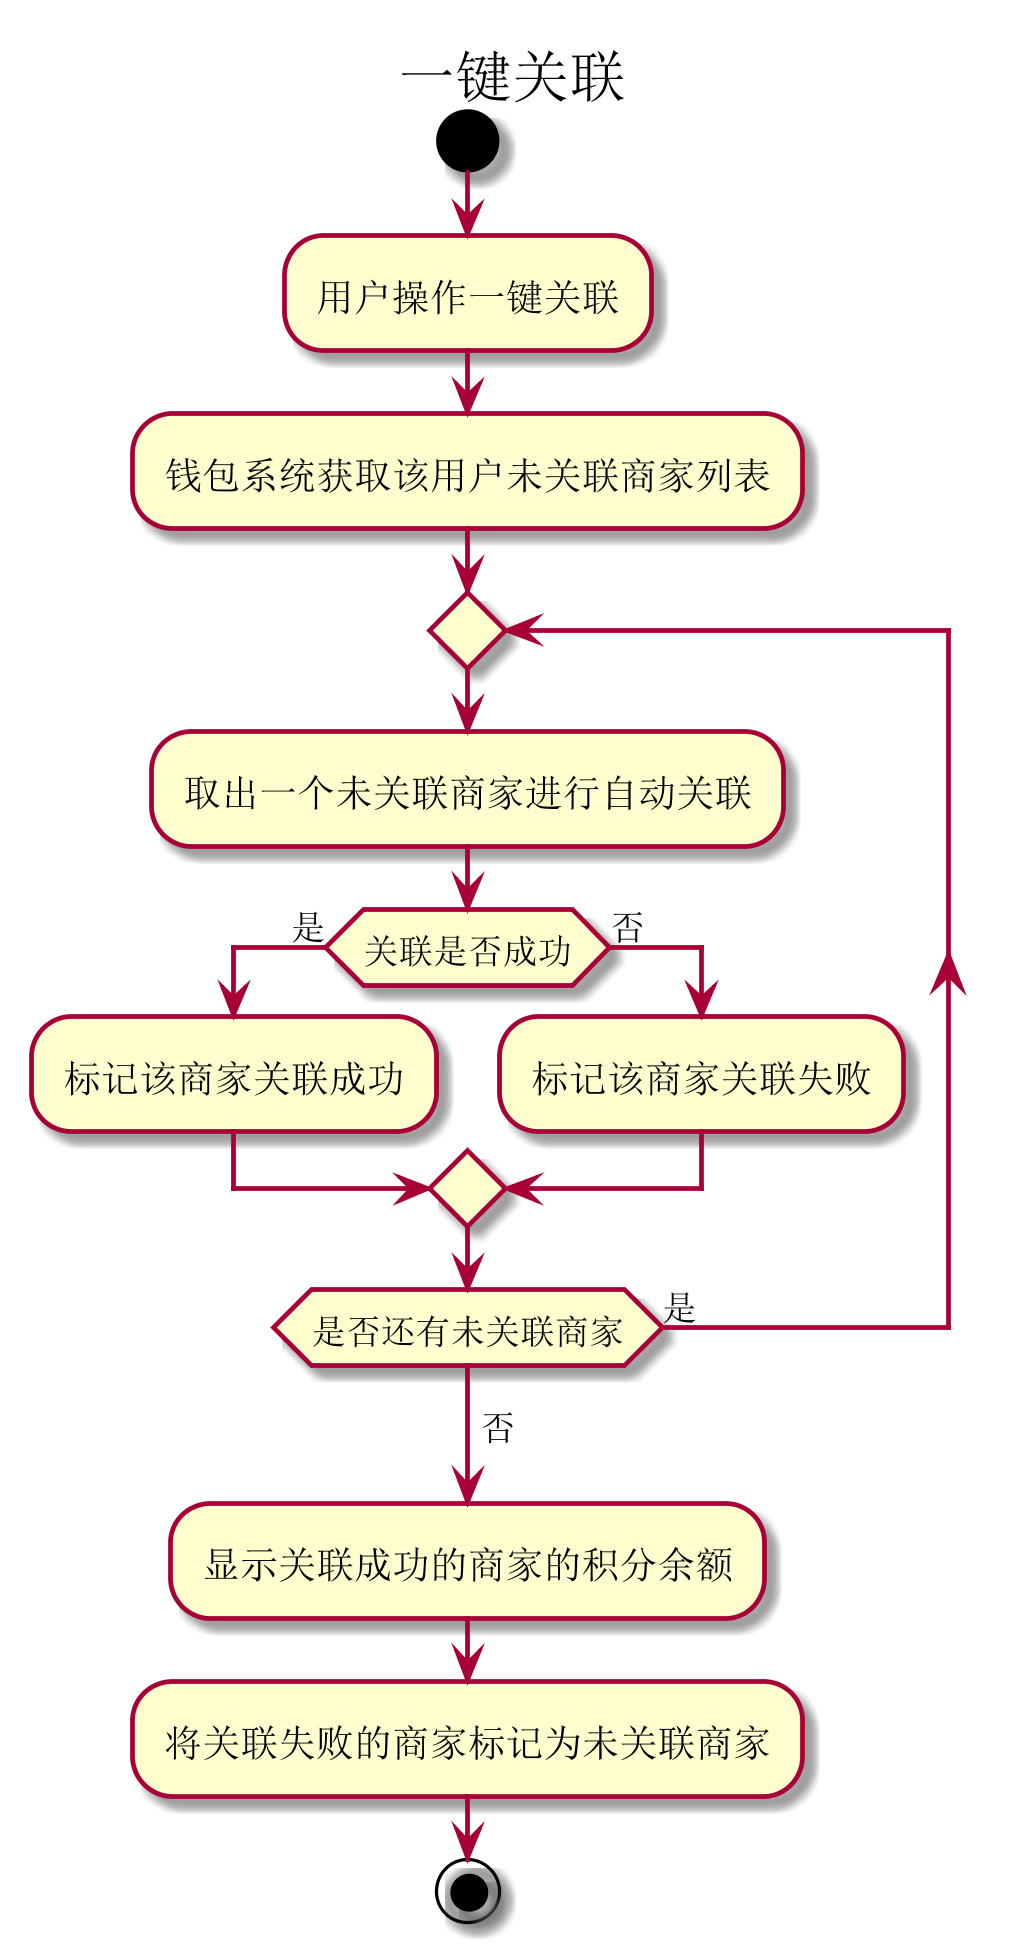 一键关联
用户操作一键关联
钱包系统获取该用户未关联商家列表
取出一个未关联商家进行自动关联
是
关联是否成功
否
标记该商家关联成功
标记该商家关联失败
是否还有未关联商家
是
否
显示关联成功的商家的积分余额
将关联失败的商家标记为未关联商家